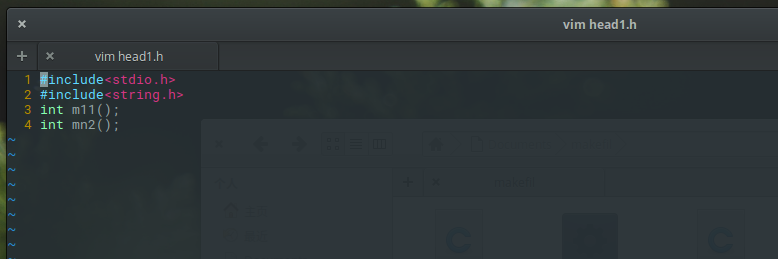 vim head1.h
vim head1.h
1 #include<stdio.h>
2 #include<string.h>
3 int m11();
4 int mn2();
~
~
~
~
~
~
~
~